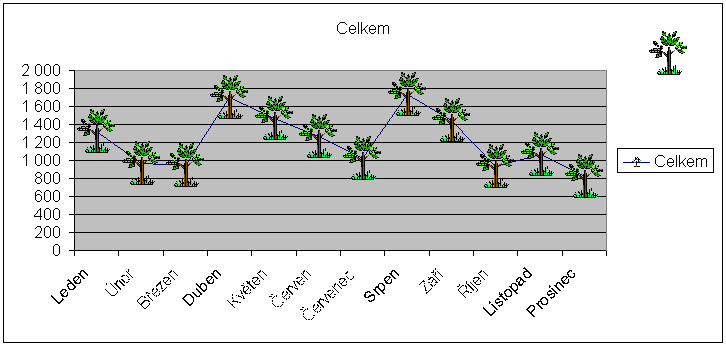 Celkem
2 000
1 800
1 600
1 400
1 200
1 000
800
600
400
200
0
Leden
Únor
Březen
Duben
Květen
Červen
Červenec
Srpen
Září
Říjen
Listopad
Prosinec
Celkem